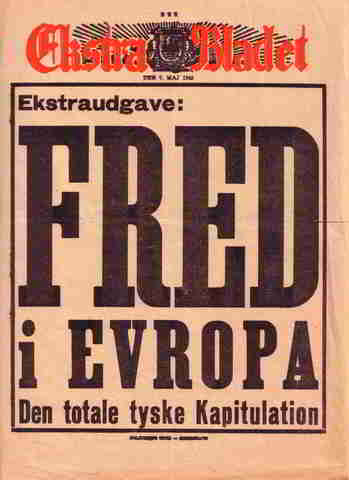 Ekstra Bladet
DEN 7. MAJ 1945
Ekstraudgave:
FRED
i EVROPA
Den totale tyske Kapitulation